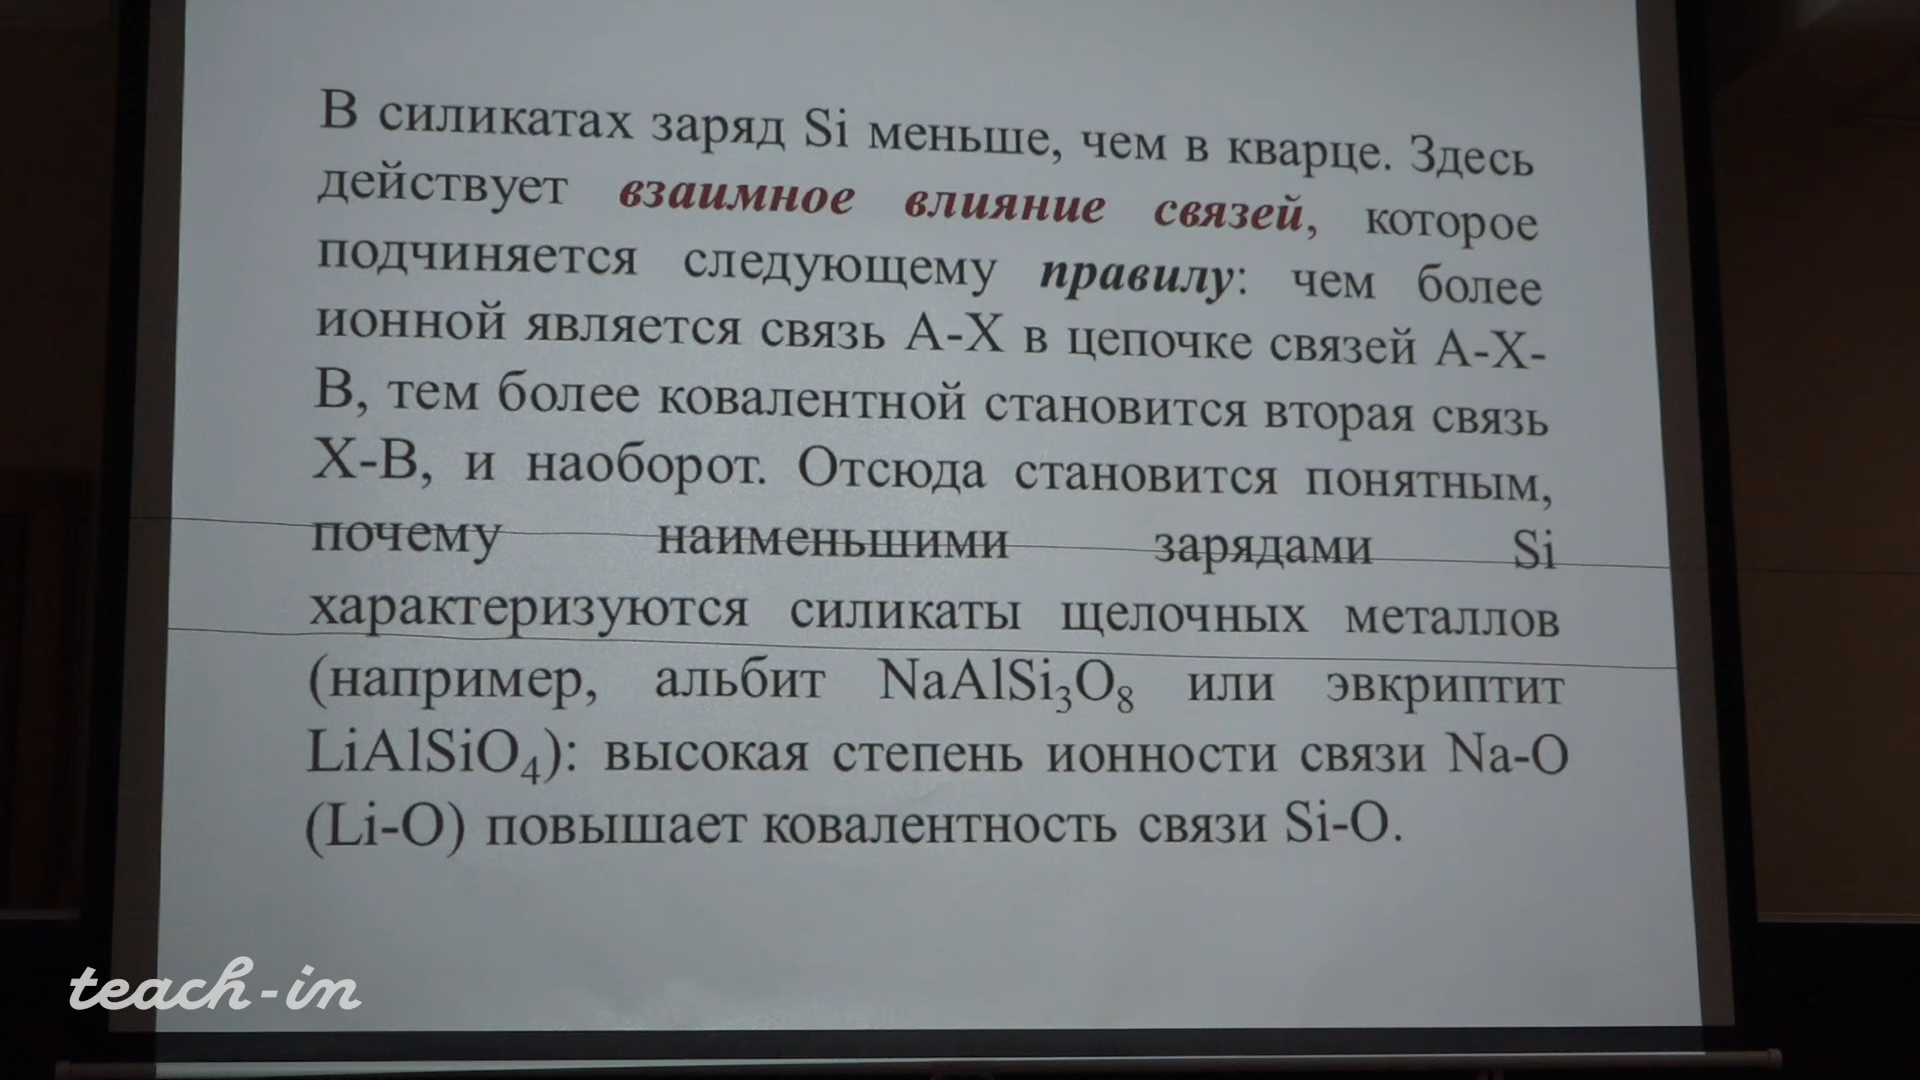 В силикатах заряд Si меньше, чем в кварце. Здесь
действует взаимное влияние связей, которое
подчиняется следующему правилу: чем более
ионной является связь А-Х в цепочке связей А-Х-
В, тем более ковалентной становится вторая связь
Х-В, и наоборот. Отсюда становится понятным,
почему наименьшими зарядами Si
характеризуются силикаты щелочных металлов
(например, альбит NaAlSi₃O₈ или эвкриптит
LiAlSiO₄): высокая степень ионности связи Na-O
(Li-O) повышает ковалентность связи Si-O.
teach-in